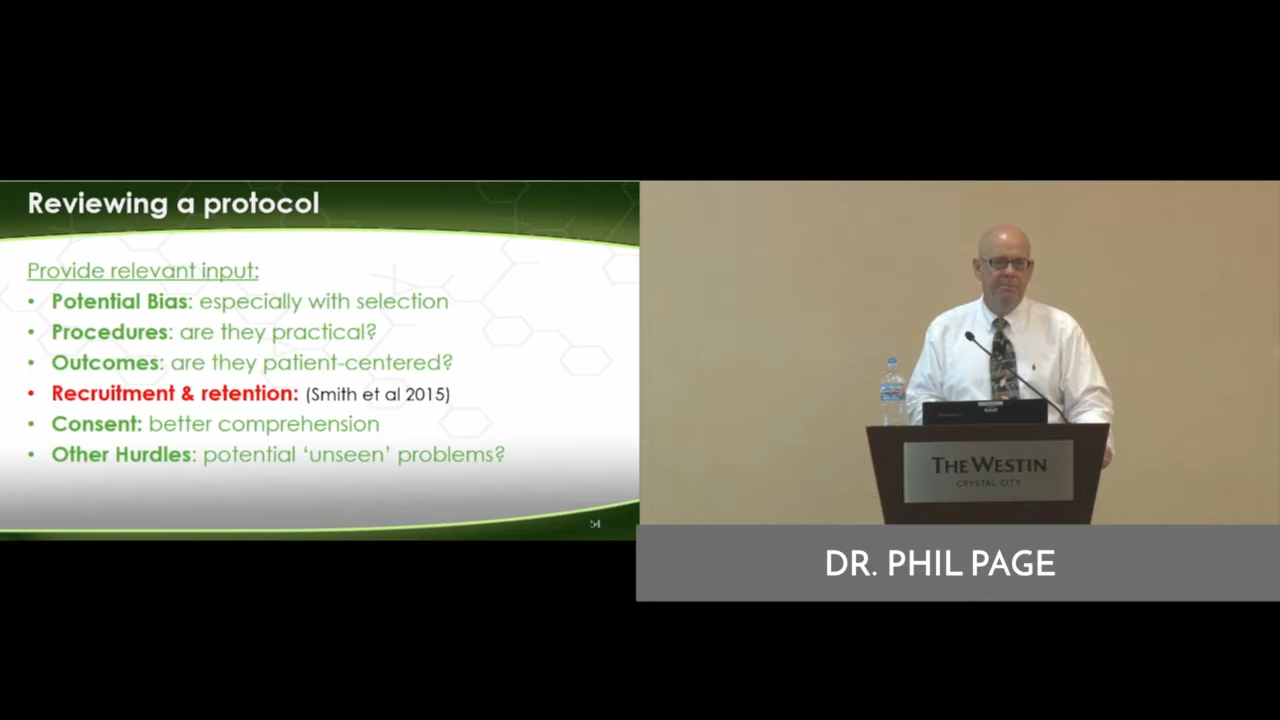 Reviewing a protocol
Provide relevant input:
• Potential Bias: especially with selection
• Procedures: are they practical?
• Outcomes: are they patient-centered?
• Recruitment & retention: (Smith et al 2015)
• Consent: better comprehension
• Other Hurdles: potential ‘unseen’ problems?
54
THE WESTIN
CRYSTAL CITY
DR. PHIL PAGE